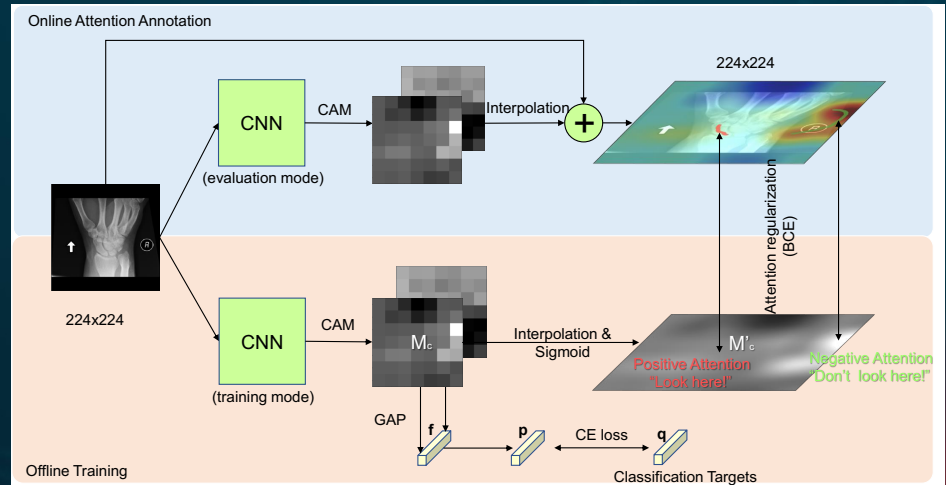 Online Attention Annotation
224x224
CNN
CAM
Interpolation
+
(evaluation mode)
R
Attention regularization
(BCE)
224x224
CNN
CAM
Mc
Interpolation &
Sigmoid
M'c
Positive Attention
"Look here!"
Negative Attention
"Don't look here!"
(training mode)
GAP
f
p
CE loss
q
Classification Targets
Offline Training